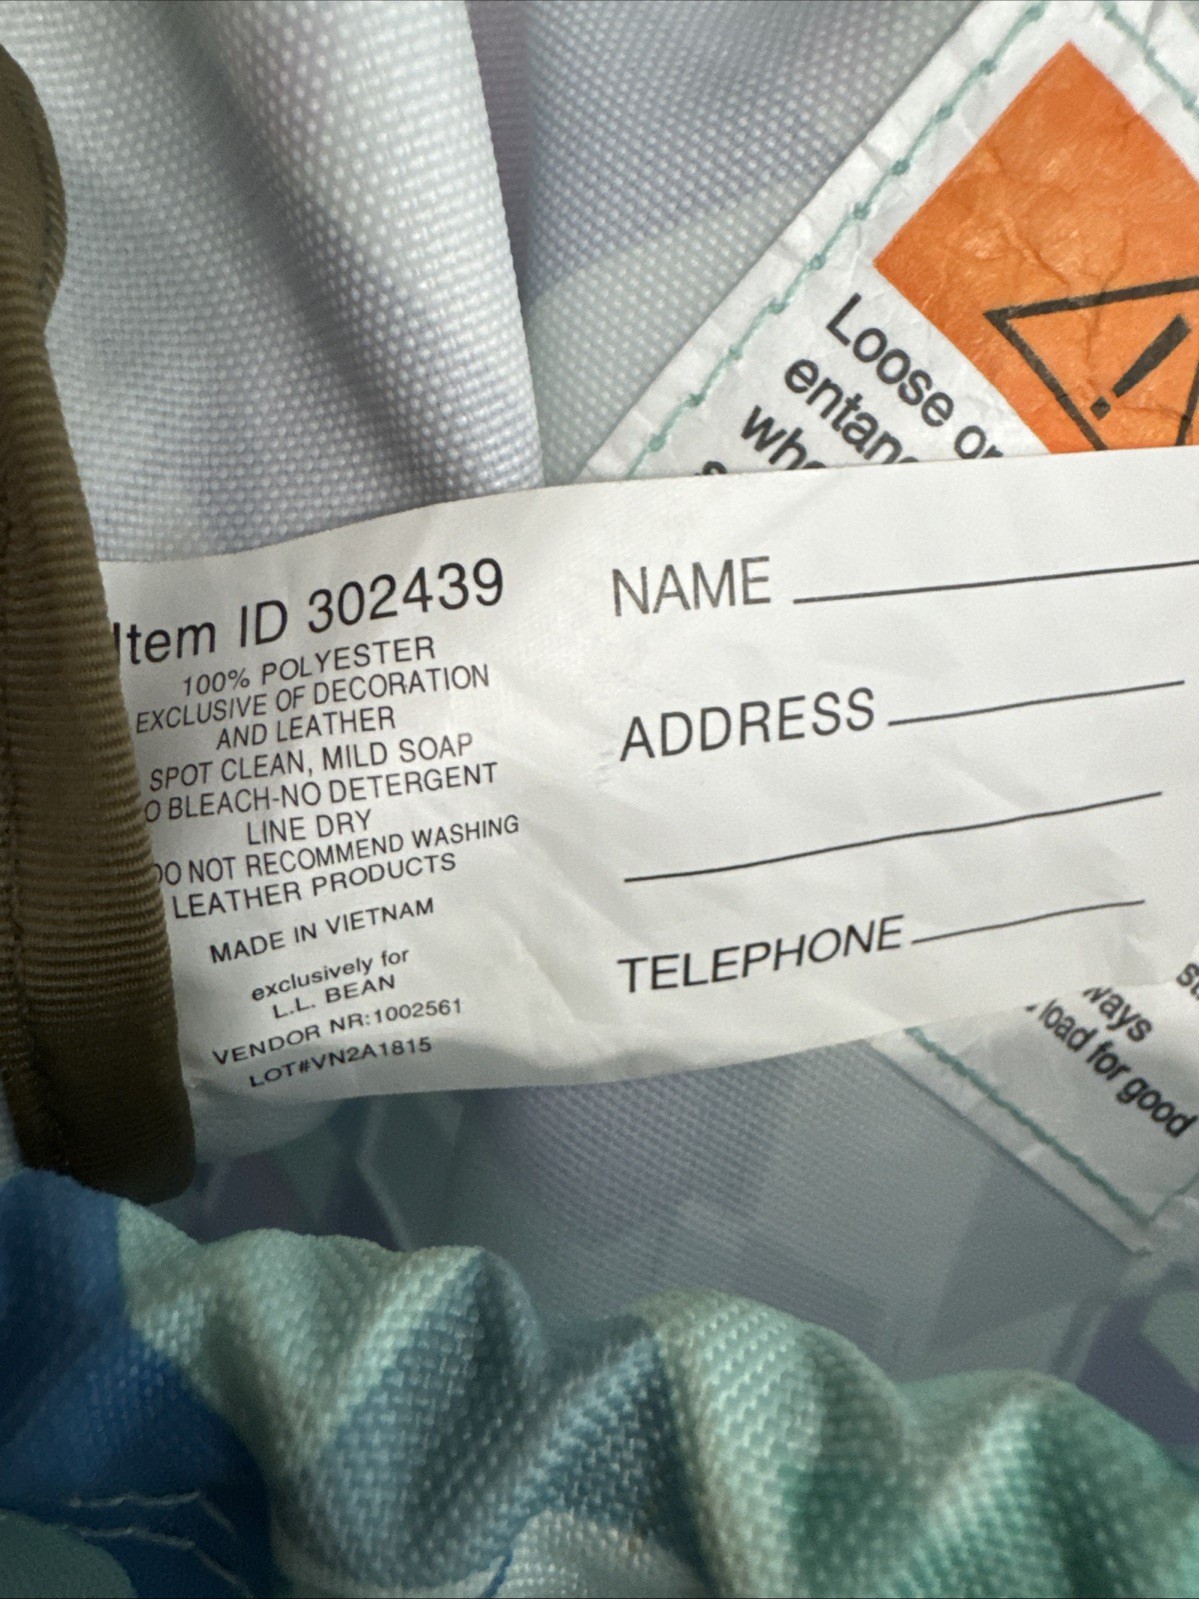 Loose or
Item ID 302439
100% POLYESTER
EXCLUSIVE OF DECORATION
AND LEATHER
SPOT CLEAN, MILD SOAP
O BLEACH-NO DETERGENT
LINE DRY
DO NOT RECOMMEND WASHING
LEATHER PRODUCTS
MADE IN VIETNAM
exclusively for
L.L. BEAN
VENDOR NR:1002561
LOT#VN2A1815
NAME
ADDRESS
TELEPHONE
load for good